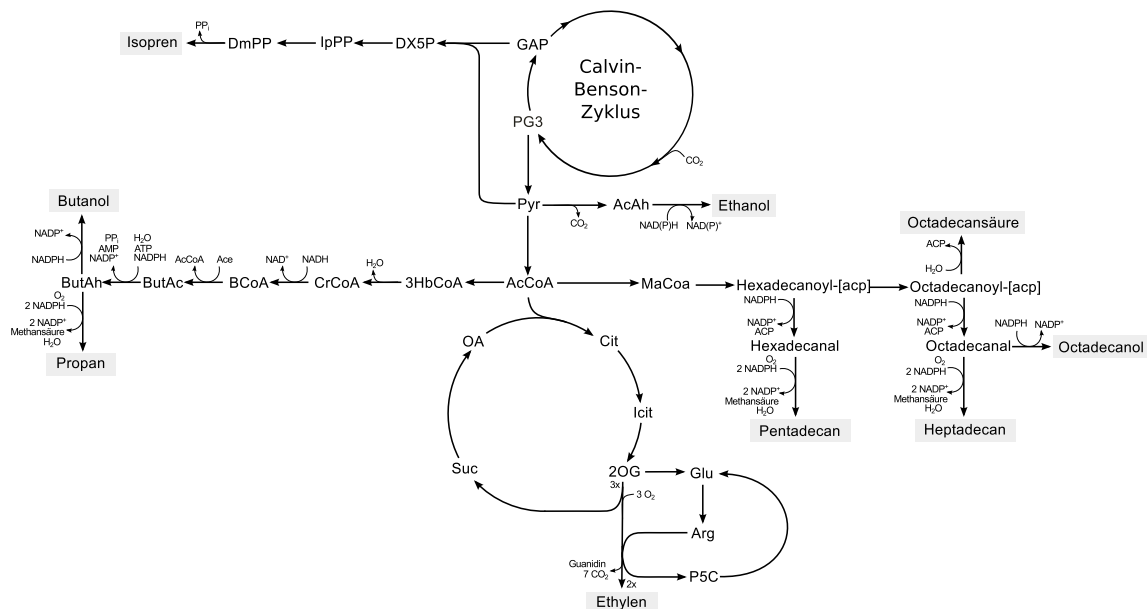 PPᵢ
Isopren
DmPP
IpPP
DX5P
GAP
Calvin-
Benson-
Zyklus
PG3
CO₂
Pyr
CO₂
AcAh
NAD(P)H
NAD(P)⁺
Ethanol
Butanol
NADP⁺
NADPH
PPᵢ
AMP
NADP⁺
H₂O
ATP
NADPH
AcCoA
Ace
NAD⁺
NADH
H₂O
ButAh
ButAc
BCoA
CrCoA
3HbCoA
AcCoA
MaCoa
Hexadecanoyl-[acp]
Octadecanoyl-[acp]
Octadecansäure
ACP
H₂O
O₂
2 NADPH
2 NADP⁺
Methansäure
H₂O
Propan
NADPH
NADP⁺
ACP
Hexadecanal
O₂
2 NADPH
2 NADP⁺
Methansäure
H₂O
Pentadecan
NADPH
NADP⁺
ACP
Octadecanal
NADPH
NADP⁺
Octadecanol
O₂
2 NADPH
2 NADP⁺
Methansäure
H₂O
Heptadecan
OA
Cit
Icit
Suc
2OG
3x
3 O₂
Glu
Arg
Guanidin
7 CO₂
2x
P5C
Ethylen